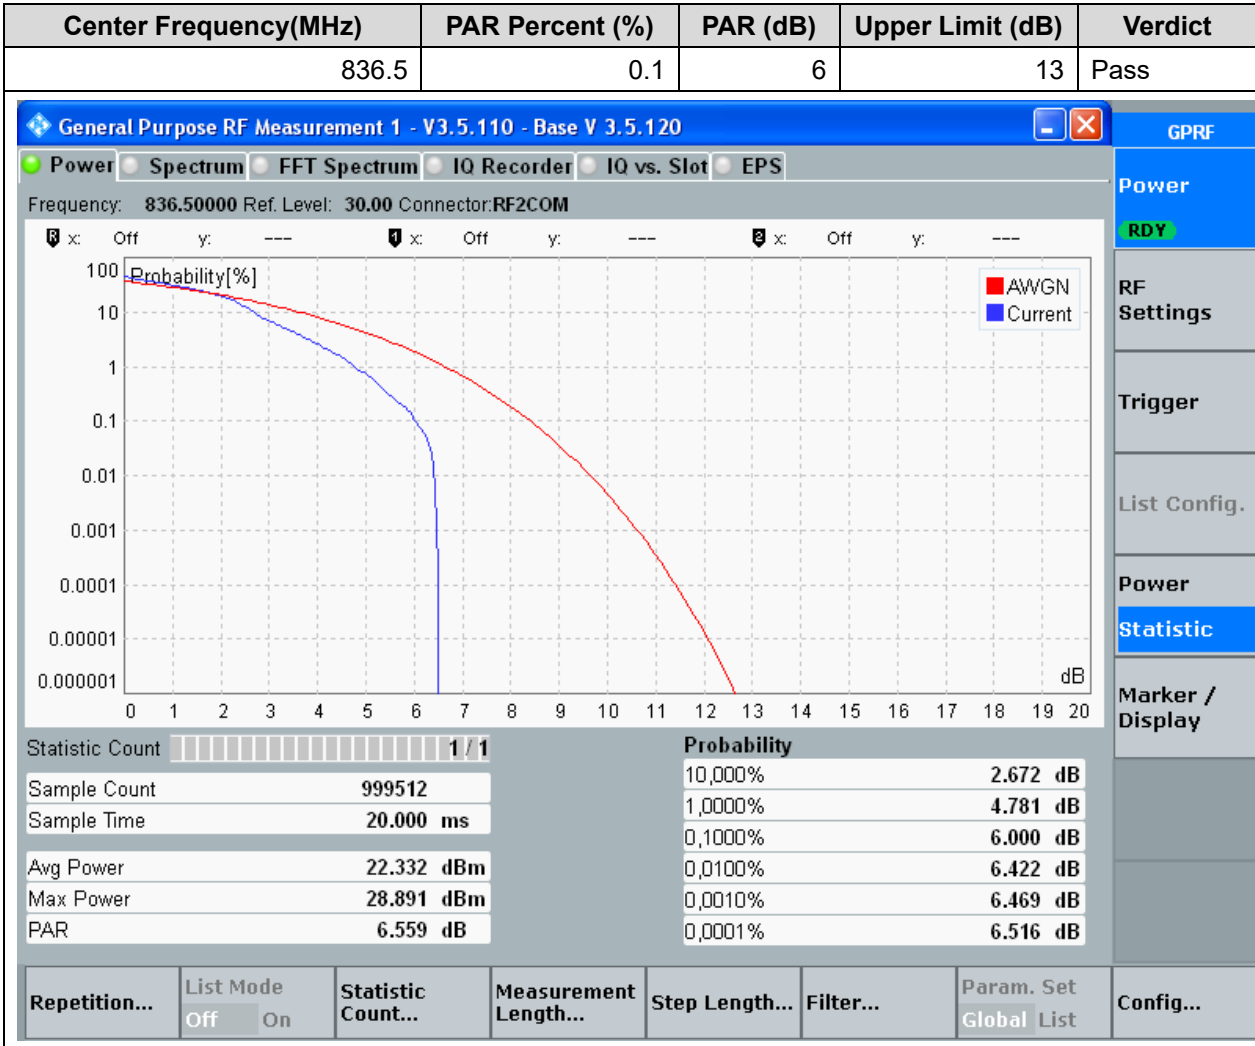 Center Frequency(MHz) PAR Percent (%) PAR (dB) Upper Limit (dB) Verdict
836.5 0.1 6 13 Pass
General Purpose RF Measurement 1 - V3.5.110 - Base V 3.5.120
GPRF
Power Spectrum FFT Spectrum IQ Recorder IQ vs. Slot EPS
Frequency: 836.50000 Ref. Level: 30.00 Connector:RF2COM
R x: Off y: --- 1 x: Off y: --- 2 x: Off y: ---
Probability[%]
AWGN
Current
100
10
1
0.1
0.01
0.001
0.0001
0.00001
0.000001
dB
0 1 2 3 4 5 6 7 8 9 10 11 12 13 14 15 16 17 18 19 20
Statistic Count 1 / 1
Sample Count 999512
Sample Time 20.000 ms
Avg Power 22.332 dBm
Max Power 28.891 dBm
PAR 6.559 dB
Probability
10,000% 2.672 dB
1,0000% 4.781 dB
0,1000% 6.000 dB
0,0100% 6.422 dB
0,0010% 6.469 dB
0,0001% 6.516 dB
Power
RDY
RF
Settings
Trigger
List Config.
Power
Statistic
Marker /
Display
Repetition...
List Mode
Off On
Statistic
Count...
Measurement
Length...
Step Length...
Filter...
Param. Set
Global List
Config...